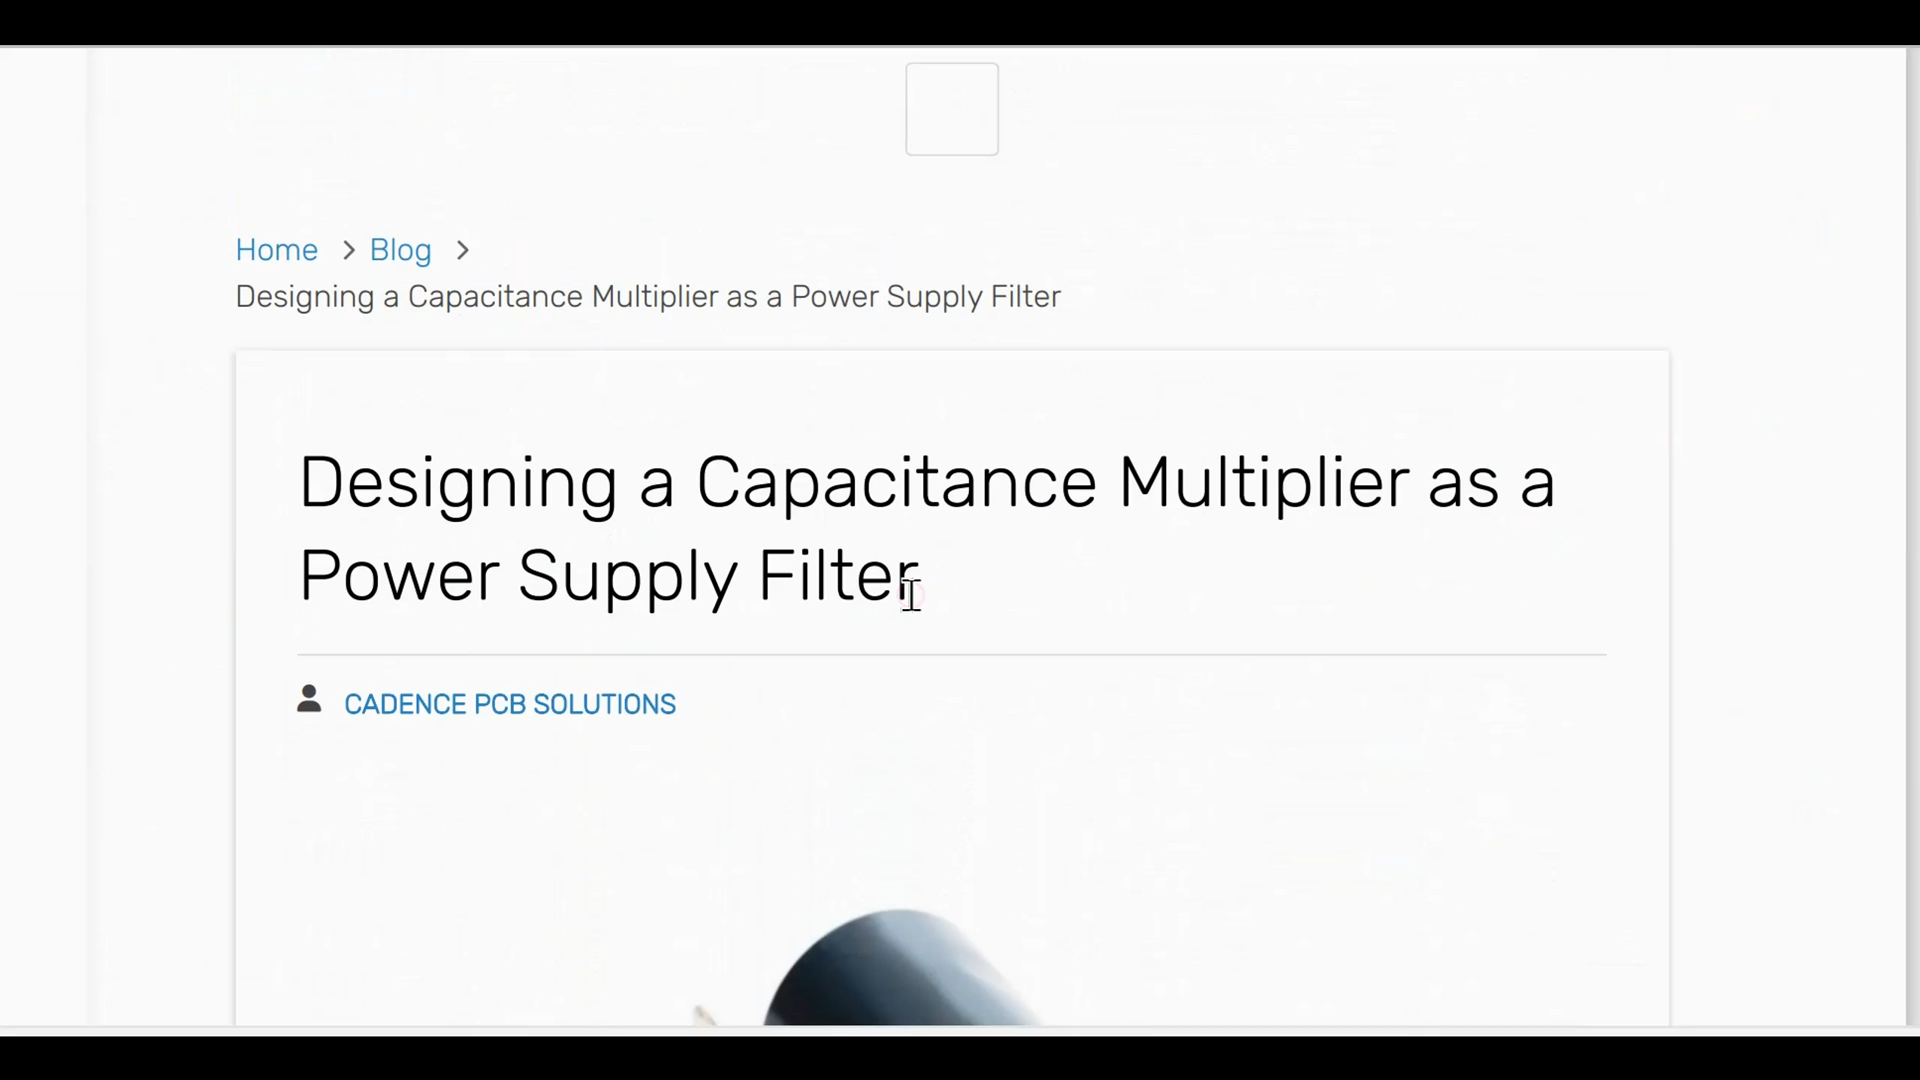 Home > Blog >
Designing a Capacitance Multiplier as a Power Supply Filter
Designing a Capacitance Multiplier as a
Power Supply Filter
CADENCE PCB SOLUTIONS